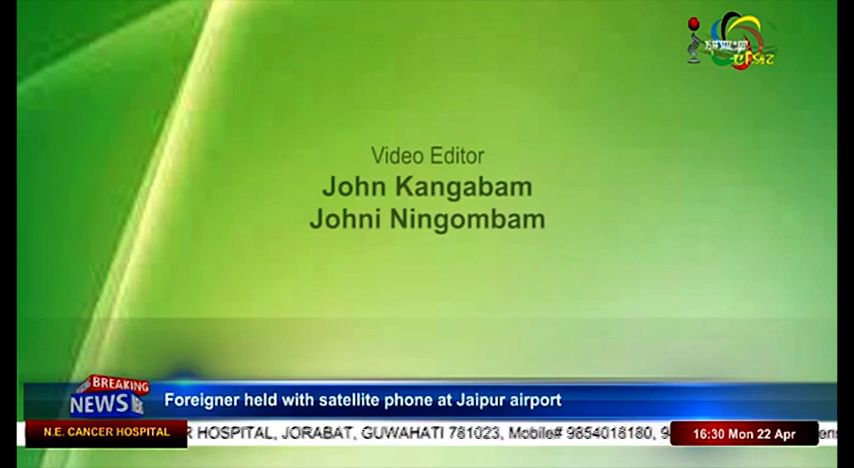 Video Editor
John Kangabam
Johni Ningombam
BREAKING
NEWS
Foreigner held with satellite phone at Jaipur airport
N.E. CANCER HOSPITAL
R HOSPITAL, JORABAT, GUWAHATI 781023, Mobile# 9854018180, 9
16:30 Mon 22 Apr